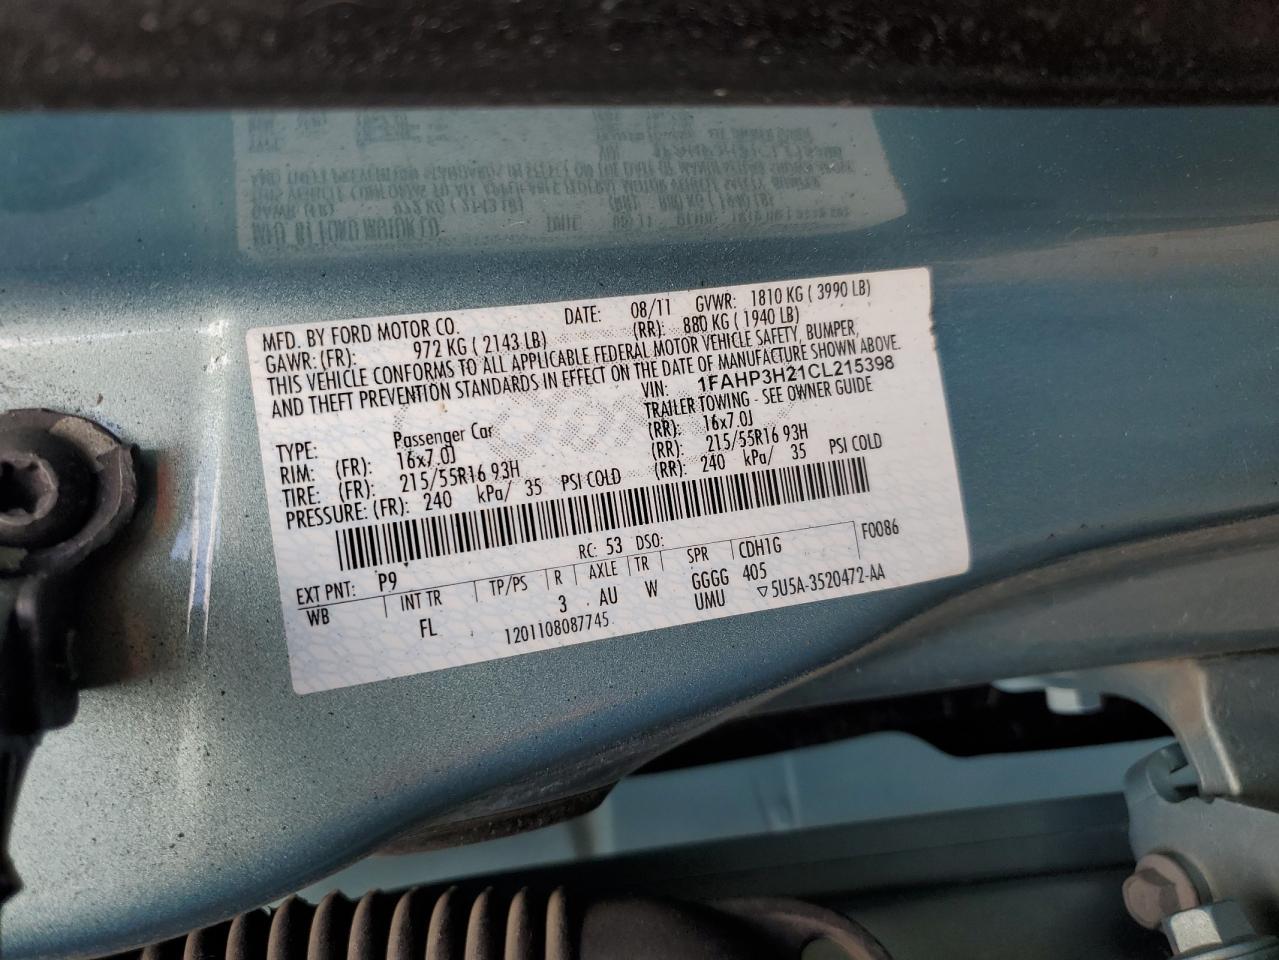 MFD. BY FORD MOTOR CO. DATE: 08/11 GVWR: 1810 KG ( 3990 LB)
GAWR: (FR): 972 KG ( 2143 LB) (RR): 880 KG ( 1940 LB)
THIS VEHICLE CONFORMS TO ALL APPLICABLE FEDERAL MOTOR VEHICLE SAFETY, BUMPER,
AND THEFT PREVENTION STANDARDS IN EFFECT ON THE DATE OF MANUFACTURE SHOWN ABOVE.
VIN: 1FAHP3H21CL215398
TYPE: Passenger Car TRAILER TOWING - SEE OWNER GUIDE
RIM: (FR): 16x7.0J (RR): 16x7.0J
TIRE: (FR): 215/55R16 93H (RR): 215/55R16 93H
PRESSURE: (FR): 240 kPa/ 35 PSI COLD (RR): 240 kPa/ 35 PSI COLD
EXT PNT: P9 RC: 53 DSO: F0086
WB INT TR TP/PS R AXLE TR SPR CDH1G
FL 3 AU W GGGG 405
1201108087745 UMU ▽5U5A-3520472-AA